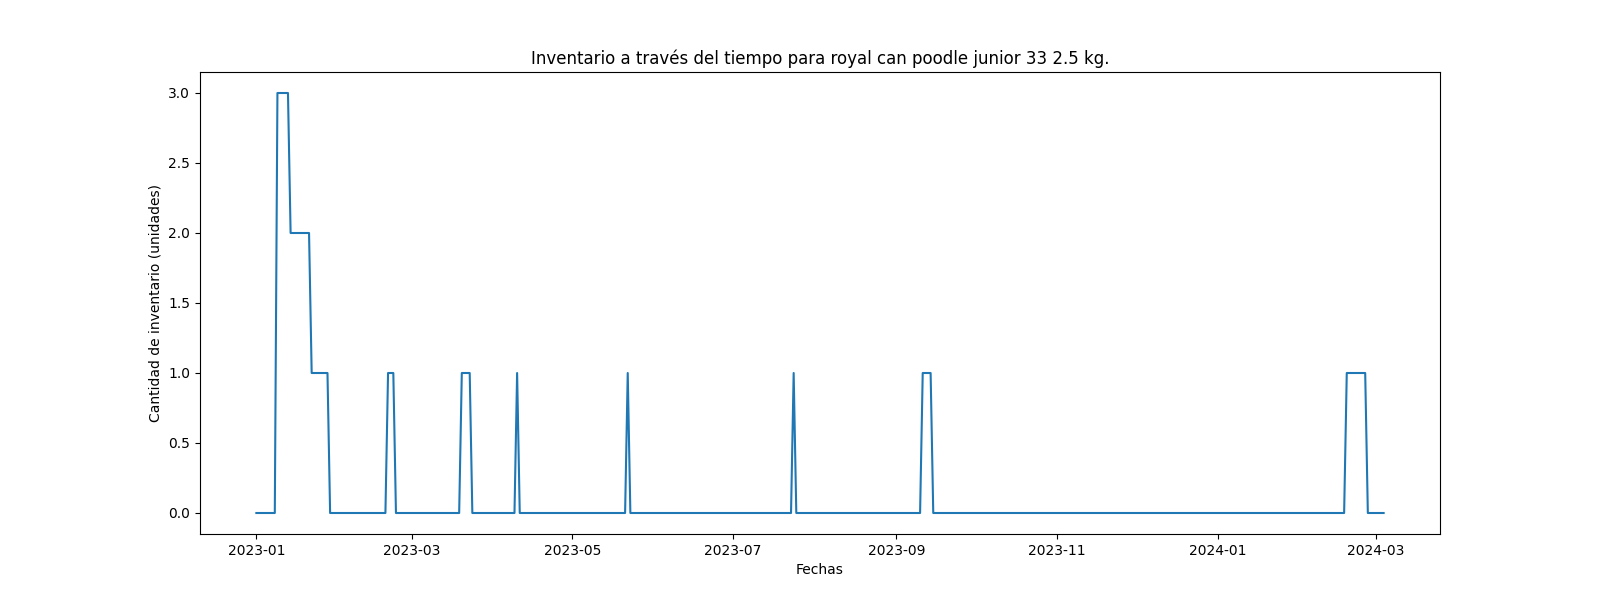 Inventario a través del tiempo para royal can poodle junior 33 2.5 kg.
Cantidad de inventario (unidades)
3.0
2.5
2.0
1.5
1.0
0.5
0.0
2023-01 2023-03 2023-05 2023-07 2023-09 2023-11 2024-01 2024-03
Fechas